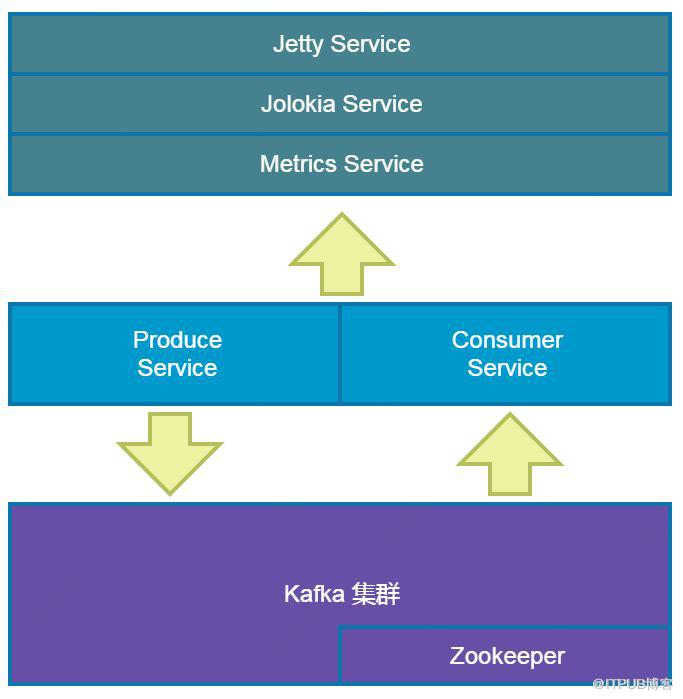 Jetty Service
Jolokia Service
Metrics Service
Produce
Service
Consumer
Service
Kafka 集群
Zookeeper
@ITPUB博客